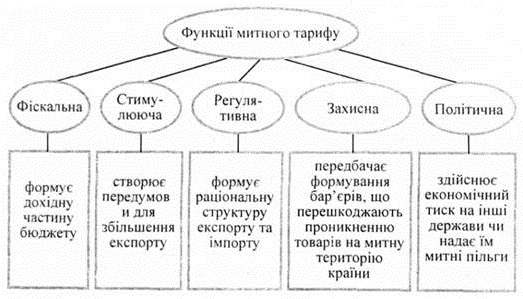 Функції митного тарифу
Фіскальна
Стиму-
лююча
Регуля-
тивна
Захисна
Політична
формує
дохідну
частину
бюджету
створює
передумов
и для
збільшення
експорту
формує
раціональну
структуру
експорту та
імпорту
передбачає
формування
бар’єрів, що
перешкоджають
проникненню
товарів на митну
територію
країни
здійснює
економічний
тиск на інші
держави чи
надає їм
митні пільги